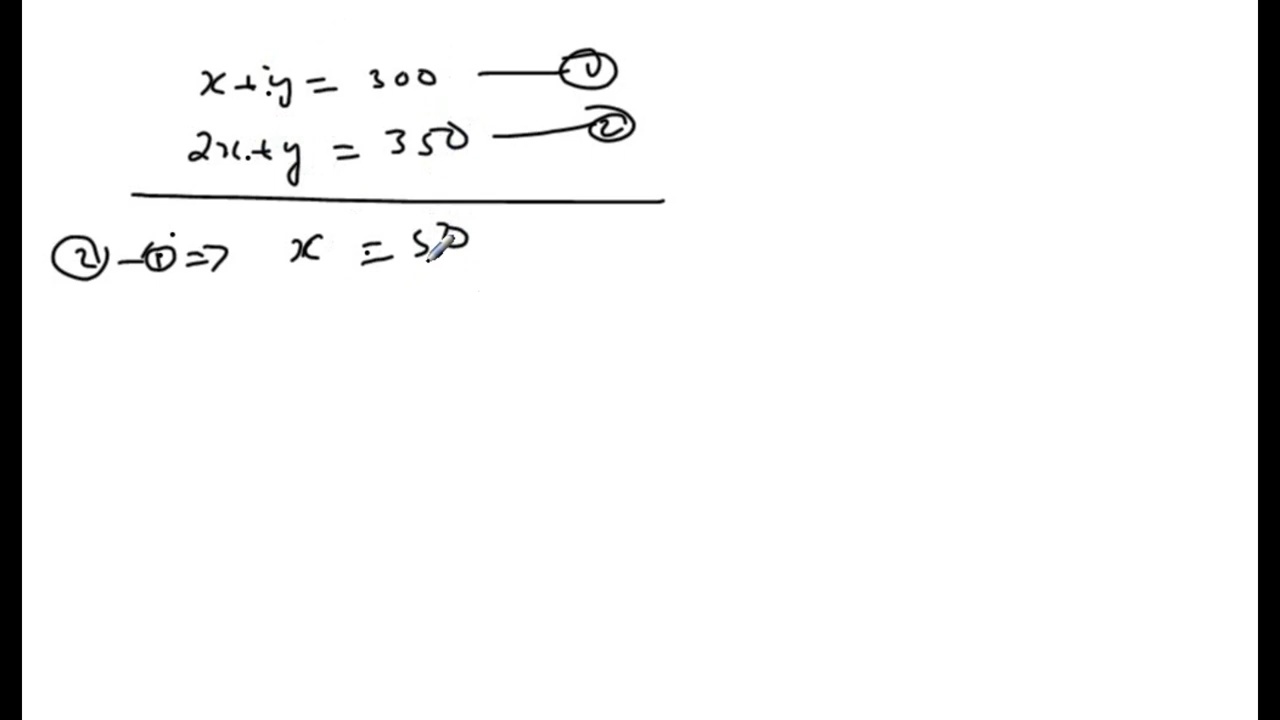 x + y = 300 — ①
2x + y = 350 — ②
② – ① => x = 50